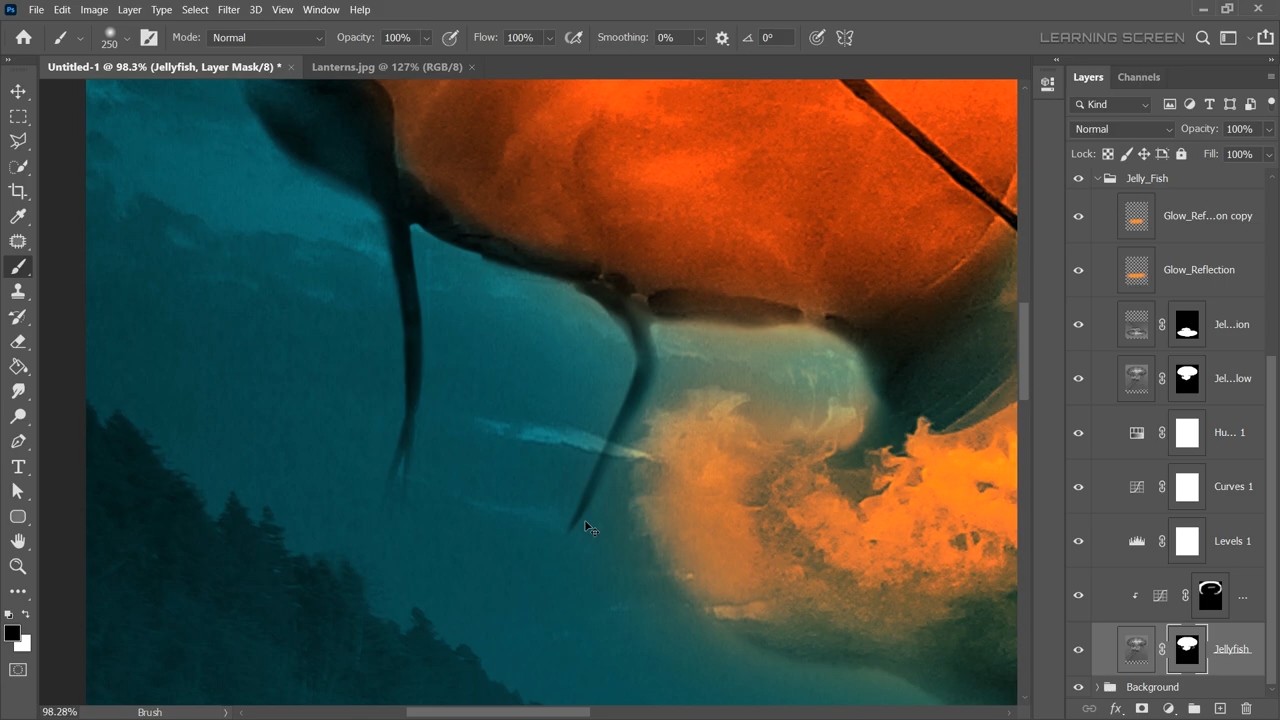 Ps File Edit Image Layer Type Select Filter 3D View Window Help
250 Mode: Normal Opacity: 100% Flow: 100% Smoothing: 0% 0° LEARNING SCREEN
Untitled-1 @ 98.3% (Jellyfish, Layer Mask/8) * × Lanterns.jpg @ 127% (RGB/8) ×
Layers Channels
Kind
Normal Opacity: 100%
Lock: Fill: 100%
Jelly_Fish
Glow_Ref...on copy
Glow_Reflection
Jel...ion
Jel...low
Hu... 1
Curves 1
Levels 1
...
Jellyfish
Background
98.28% Brush